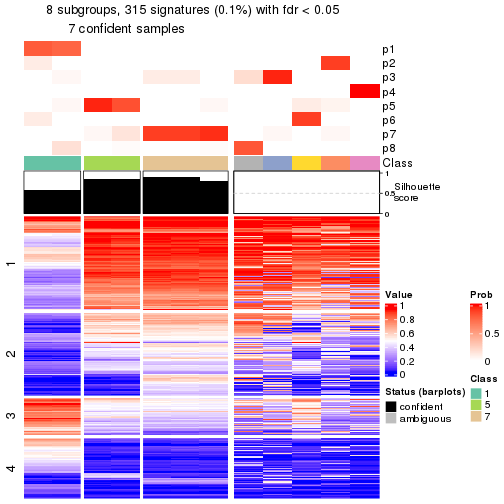 8 subgroups, 315 signatures (0.1%) with fdr < 0.05
7 confident samples
p1
p2
p3
p4
p5
p6
p7
p8
Class
1
0.5
0
Silhouette
score
1
2
3
4
Value
1
0.8
0.6
0.4
0.2
0
Prob
1
0.5
0
Status (barplots)
confident
ambiguous
Class
1
5
7